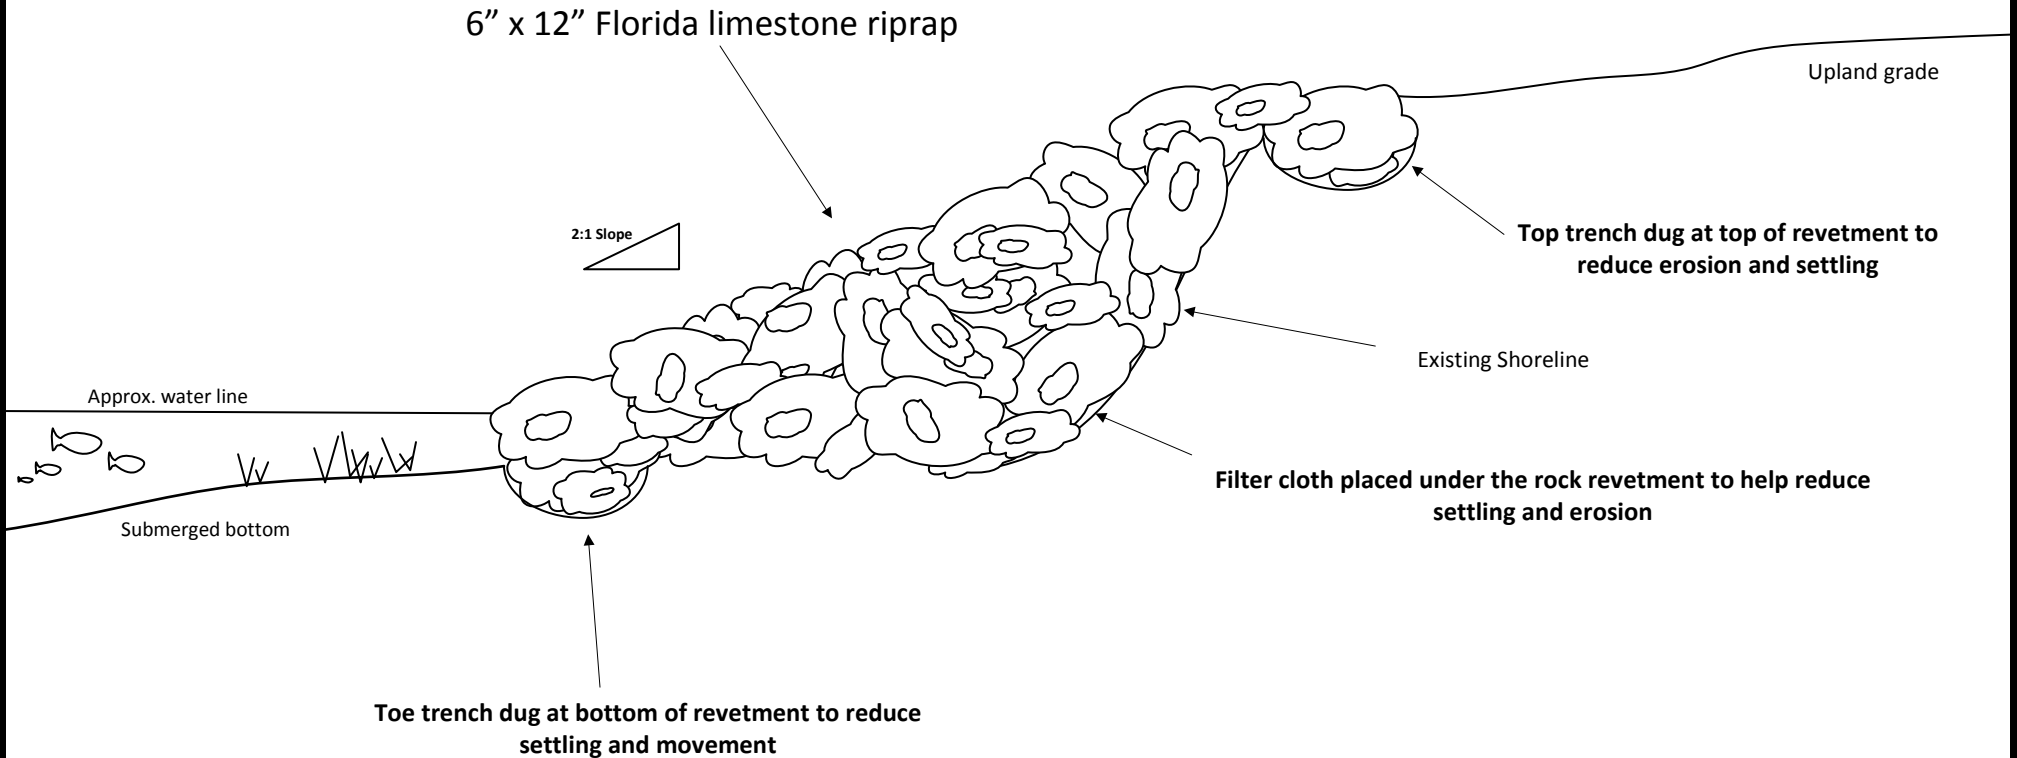 6” x 12” Florida limestone riprap
Upland grade
2:1 Slope
Top trench dug at top of revetment to
reduce erosion and settling
Existing Shoreline
Approx. water line
Filter cloth placed under the rock revetment to help reduce
settling and erosion
Submerged bottom
Toe trench dug at bottom of revetment to reduce
settling and movement